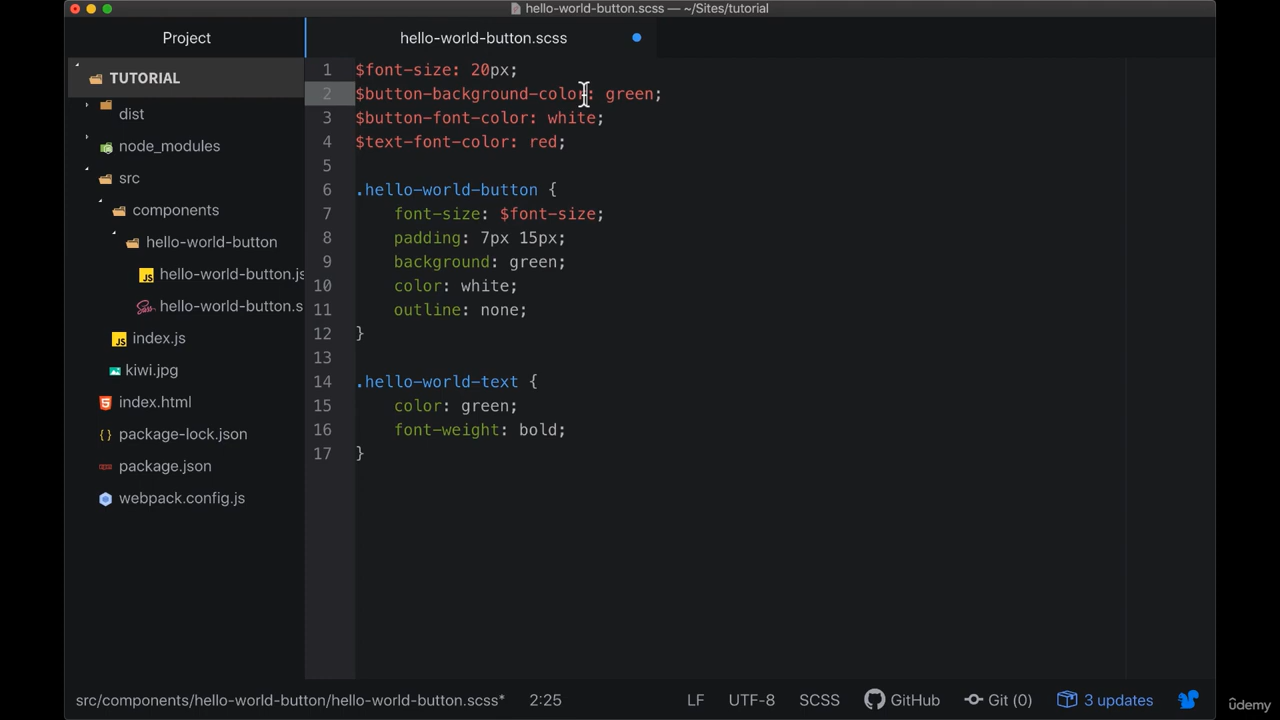 hello-world-button.scss — ~/Sites/tutorial
Project
hello-world-button.scss
TUTORIAL
dist
node_modules
src
components
hello-world-button
JS hello-world-button.js
hello-world-button.s
JS index.js
kiwi.jpg
index.html
package-lock.json
package.json
webpack.config.js
1 $font-size: 20px;
2 $button-background-color: green;
3 $button-font-color: white;
4 $text-font-color: red;
5
6 .hello-world-button {
7 font-size: $font-size;
8 padding: 7px 15px;
9 background: green;
10 color: white;
11 outline: none;
12 }
13
14 .hello-world-text {
15 color: green;
16 font-weight: bold;
17 }
src/components/hello-world-button/hello-world-button.scss* 2:25 LF UTF-8 SCSS GitHub Git (0) 3 updates
ûdemy